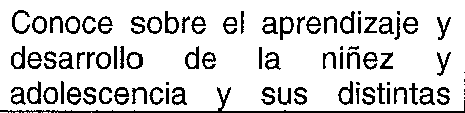 Conoce sobre el aprendizaje y
desarrollo de la niñez y
adolescencia y sus distintas